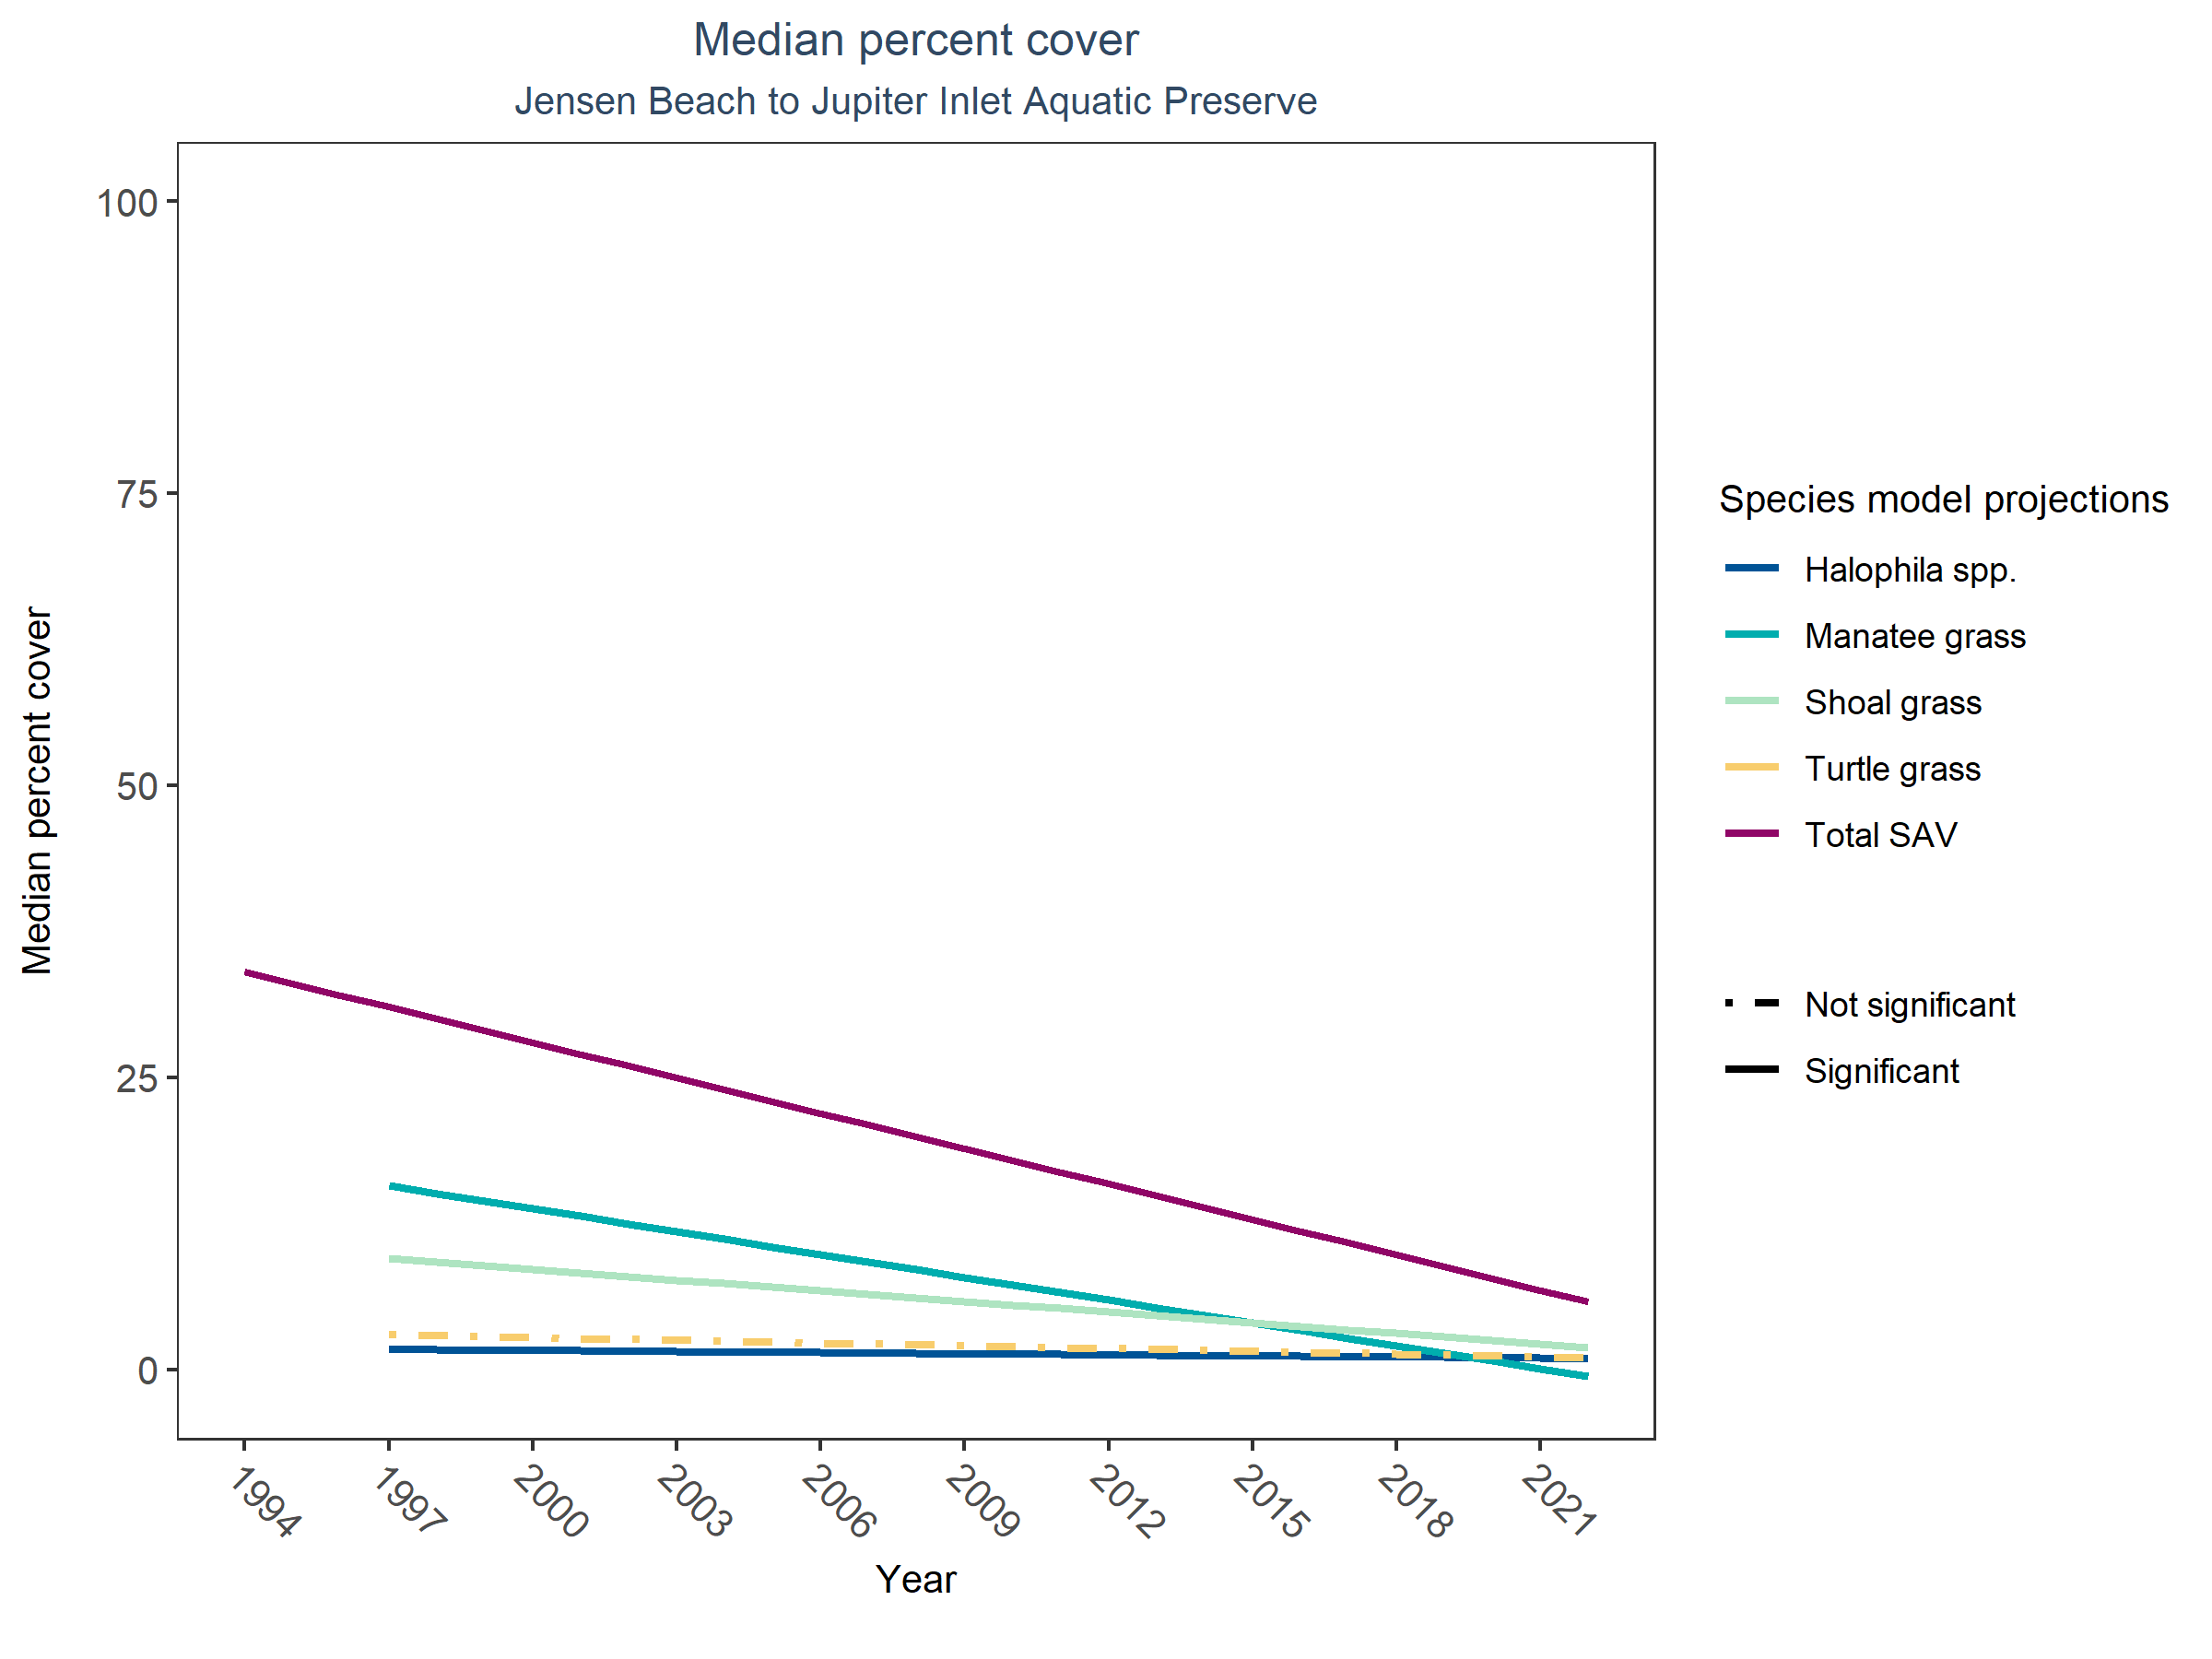 Median percent cover
Jensen Beach to Jupiter Inlet Aquatic Preserve
Median percent cover
100
75
50
25
0
1994
1997
2000
2003
2006
2009
2012
2015
2018
2021
Year
Species model projections
Halophila spp.
Manatee grass
Shoal grass
Turtle grass
Total SAV
Not significant
Significant